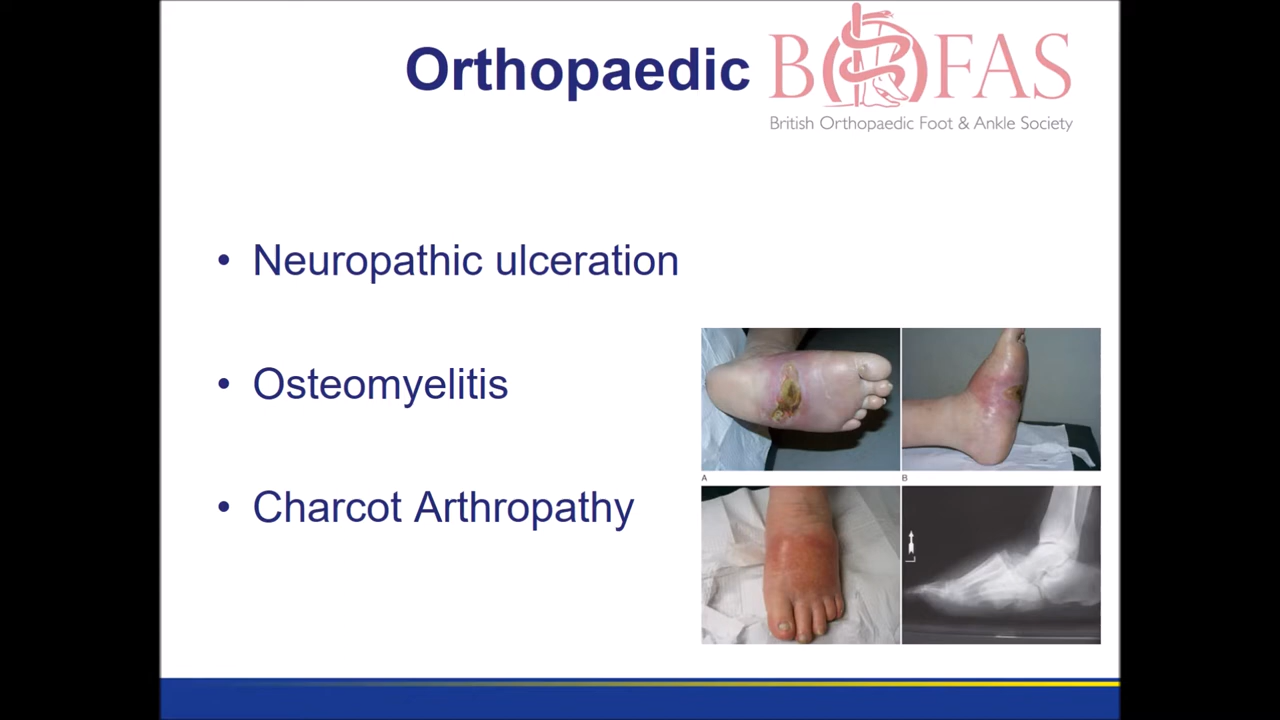 Orthopaedic
BOFAS
British Orthopaedic Foot & Ankle Society
• Neuropathic ulceration
• Osteomyelitis
• Charcot Arthropathy
A
B
L